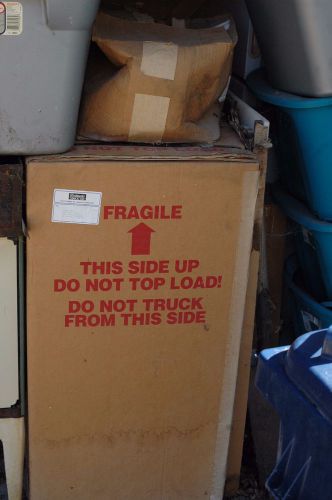 FRAGILE
THIS SIDE UP
DO NOT TOP LOAD!
DO NOT TRUCK
FROM THIS SIDE